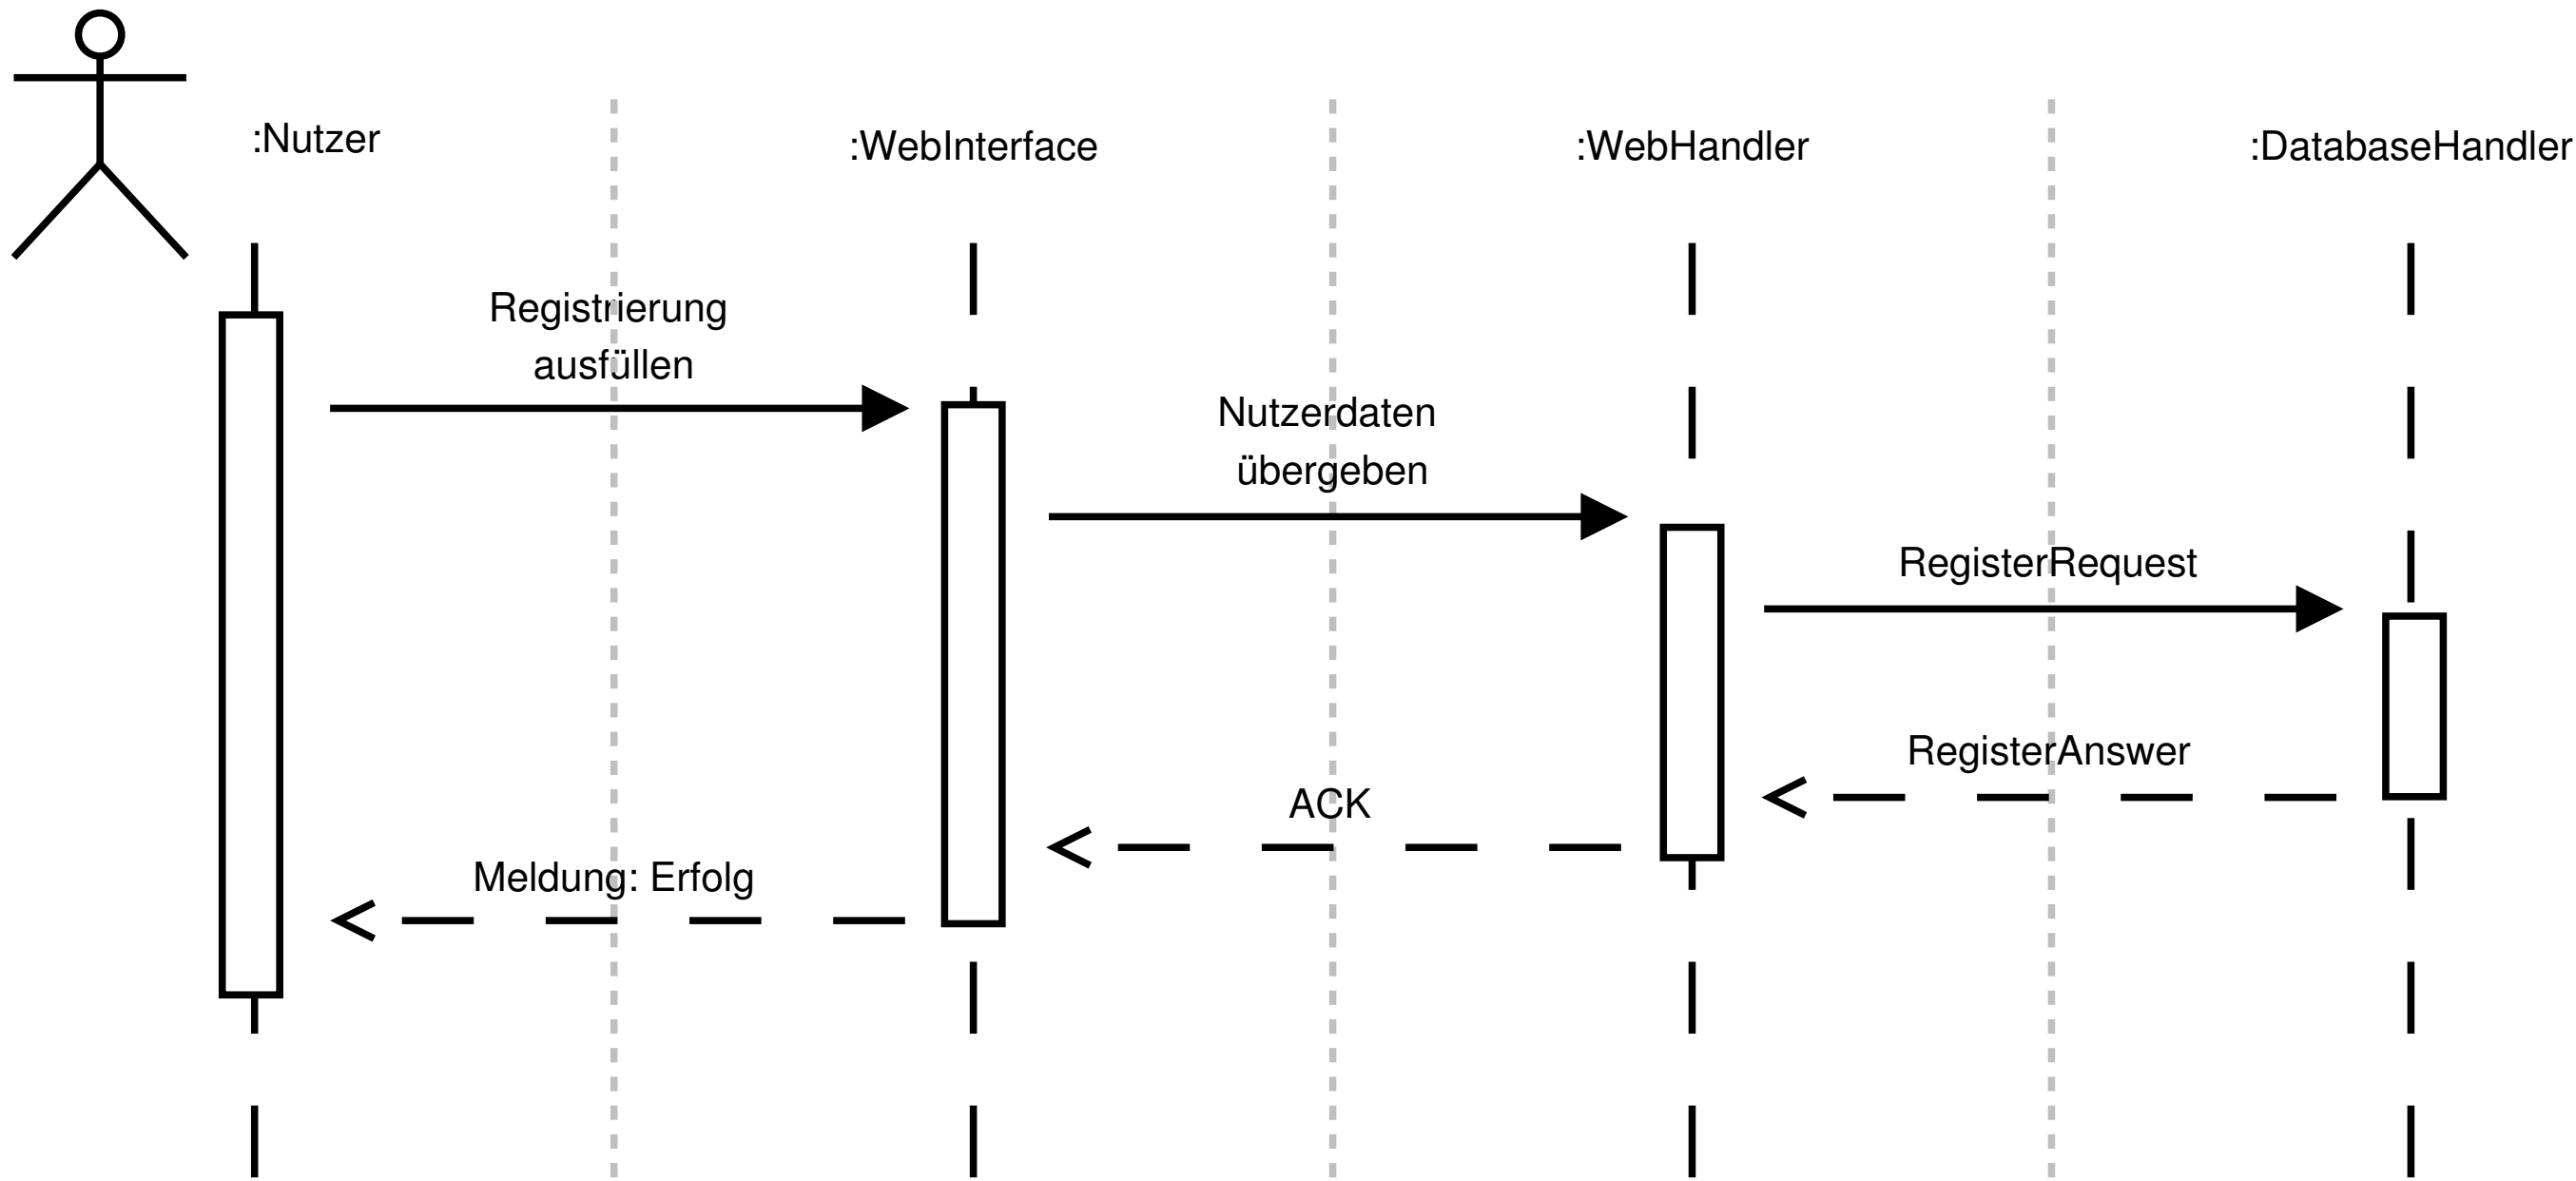 :Nutzer
:WebInterface
:WebHandler
:DatabaseHandler
Registrierung
ausfüllen
Nutzerdaten
übergeben
RegisterRequest
RegisterAnswer
ACK
Meldung: Erfolg